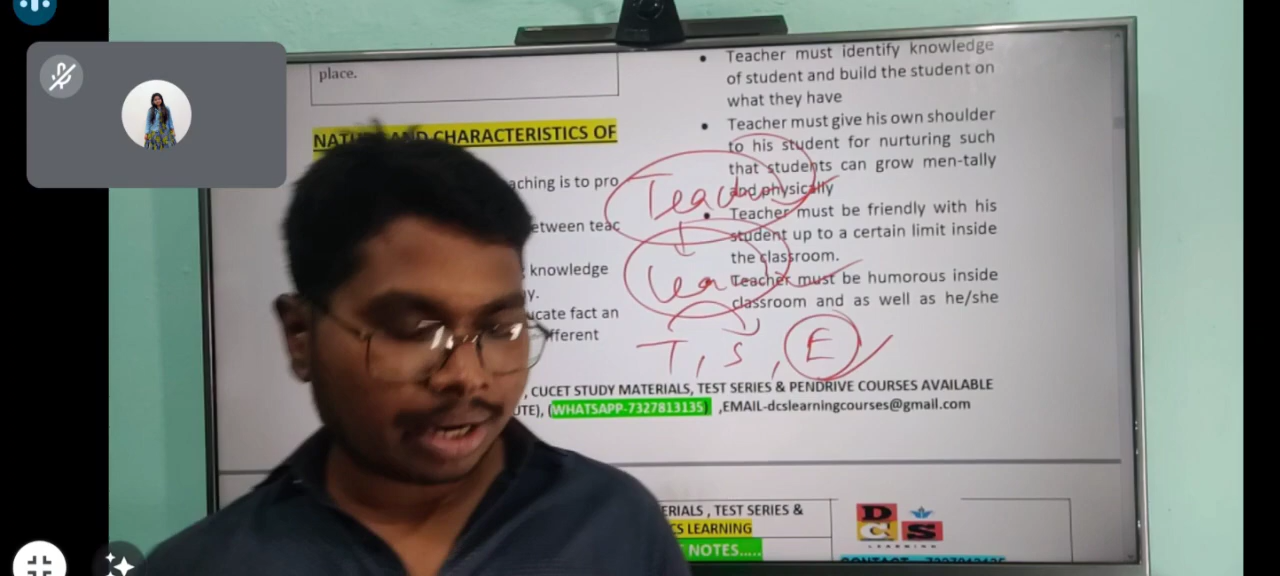 place.
NATURE AND CHARACTERISTICS OF
aching is to pro
etween teac
knowledge
y.
ucate fact an
fferent
Teacher must identify knowledge
of student and build the student on
what they have
Teacher must give his own shoulder
to his student for nurturing such
that students can grow men-tally
and physically
Teacher must be friendly with his
student up to a certain limit inside
the classroom.
Teacher must be humorous inside
classroom and as well as he/she
T, S, E
, CUCET STUDY MATERIALS, TEST SERIES & PENDRIVE COURSES AVAILABLE
UTE), (WHATSAPP-7327813135) ,EMAIL-dcslearningcourses@gmail.com
ERIALS , TEST SERIES &
CS LEARNING
NOTES.....
DCS
LEARNING